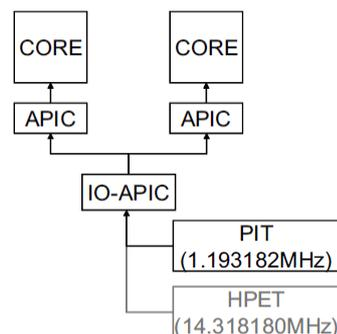 CORE
CORE
APIC
APIC
IO-APIC
PIT
(1.193182MHz)
HPET
(14.318180MHz)